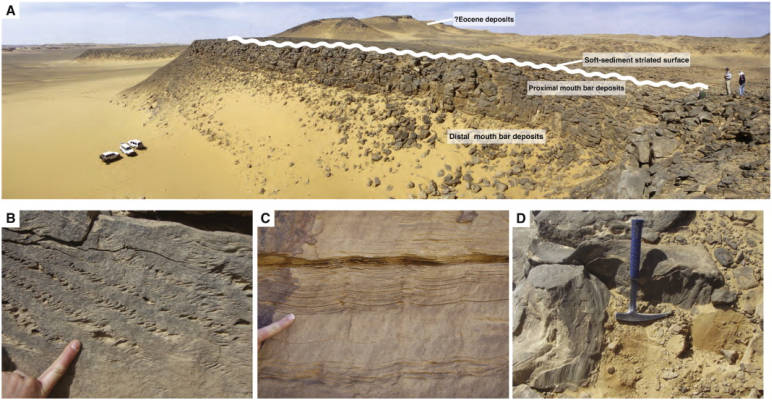 A
?Eocene deposits
Soft-sediment striated surface
Proximal mouth bar deposits
Distal mouth bar deposits
B
C
D